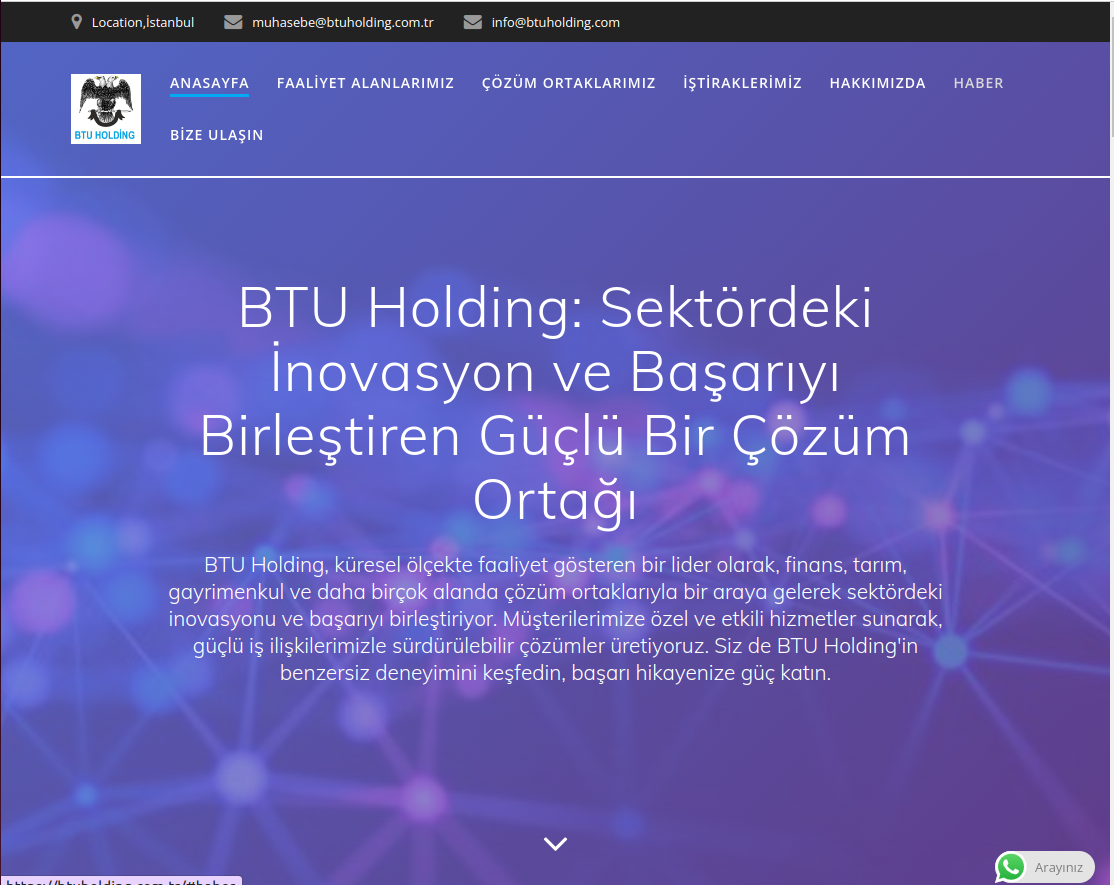 Location,İstanbul
muhasebe@btuholding.com.tr
info@btuholding.com
BTU HOLDİNG
ANASAYFA
FAALİYET ALANLARIMIZ
ÇÖZÜM ORTAKLARIMIZ
İŞTİRAKLERİMİZ
HAKKIMIZDA
HABER
BİZE ULAŞIN
BTU Holding: Sektördeki
İnovasyon ve Başarıyı
Birleştiren Güçlü Bir Çözüm
Ortağı
BTU Holding, küresel ölçekte faaliyet gösteren bir lider olarak, finans, tarım,
gayrimenkul ve daha birçok alanda çözüm ortaklarıyla bir araya gelerek sektördeki
inovasyonu ve başarıyı birleştiriyor. Müşterilerimize özel ve etkili hizmetler sunarak,
güçlü iş ilişkilerimizle sürdürülebilir çözümler üretiyoruz. Siz de BTU Holding'in
benzersiz deneyimini keşfedin, başarı hikayenize güç katın.
Arayınız